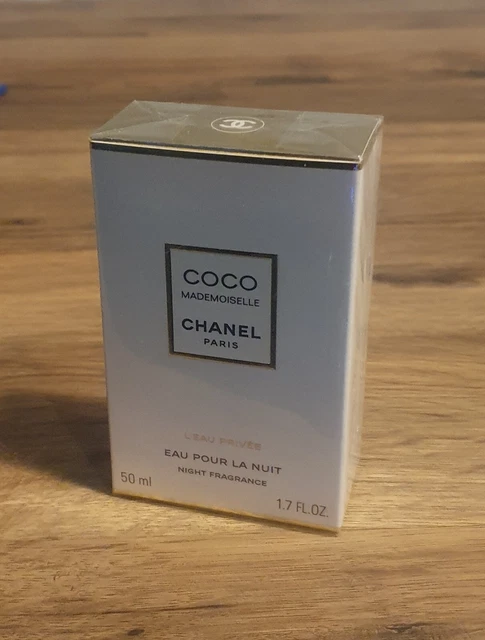 COCO
MADEMOISELLE
CHANEL
PARIS
L'EAU PRIVÉE
EAU POUR LA NUIT
NIGHT FRAGRANCE
50 ml
1.7 FL.OZ.